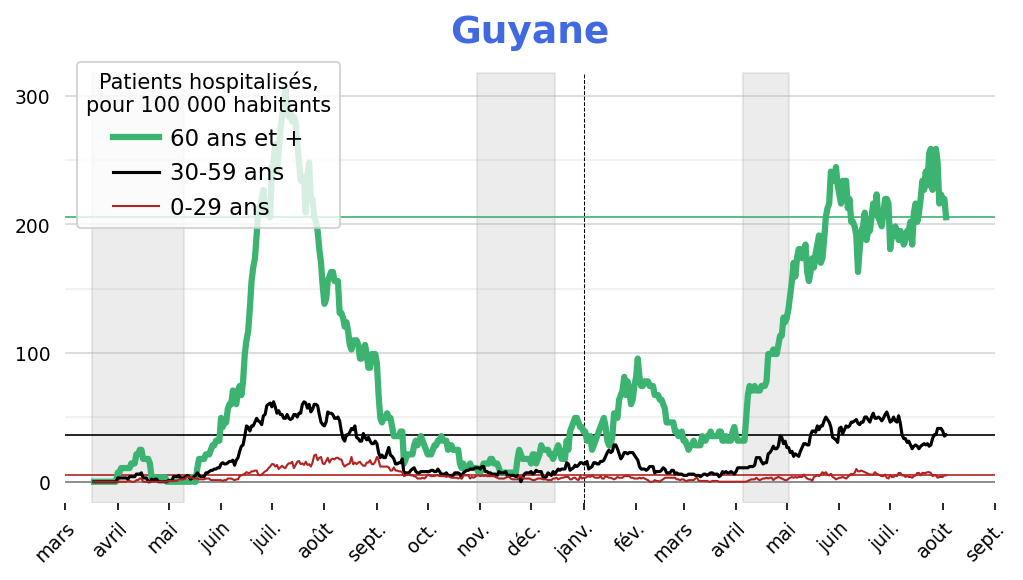 Guyane
Patients hospitalisés,
pour 100 000 habitants
60 ans et +
30-59 ans
0-29 ans
300
200
100
0
mars avril mai juin juil. août sept. oct. nov. déc. janv. fév. mars avril mai juin juil. août sept.